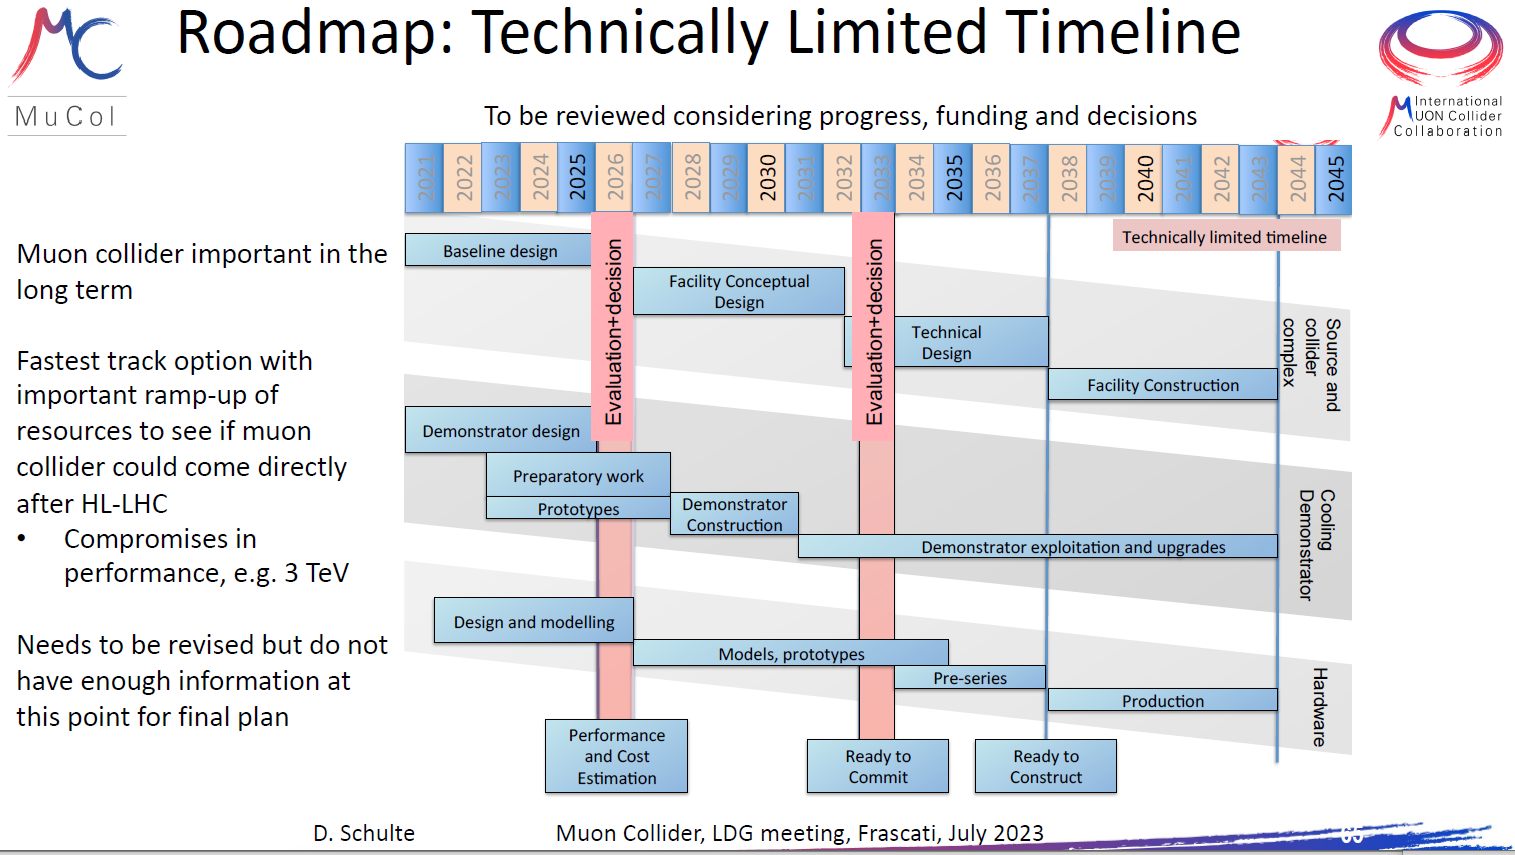 Roadmap: Technically Limited Timeline
MuCol
International
MUON Collider
Collaboration
To be reviewed considering progress, funding and decisions
2021 2022 2023 2024 2025 2026 2027 2028 2029 2030 2031 2032 2033 2034 2035 2036 2037 2038 2039 2040 2041 2042 2043 2044 2045
Technically limited timeline
Muon collider important in the
long term
Fastest track option with
important ramp-up of
resources to see if muon
collider could come directly
after HL-LHC
• Compromises in
performance, e.g. 3 TeV
Needs to be revised but do not
have enough information at
this point for final plan
Baseline design
Evaluation+decision
Facility Conceptual
Design
Evaluation+decision
Technical
Design
Facility Construction
Source and
collider
complex
Demonstrator design
Preparatory work
Prototypes
Demonstrator
Construction
Demonstrator exploitation and upgrades
Cooling
Demonstrator
Design and modelling
Models, prototypes
Pre-series
Production
Hardware
Performance
and Cost
Estimation
Ready to
Commit
Ready to
Construct
D. Schulte
Muon Collider, LDG meeting, Frascati, July 2023